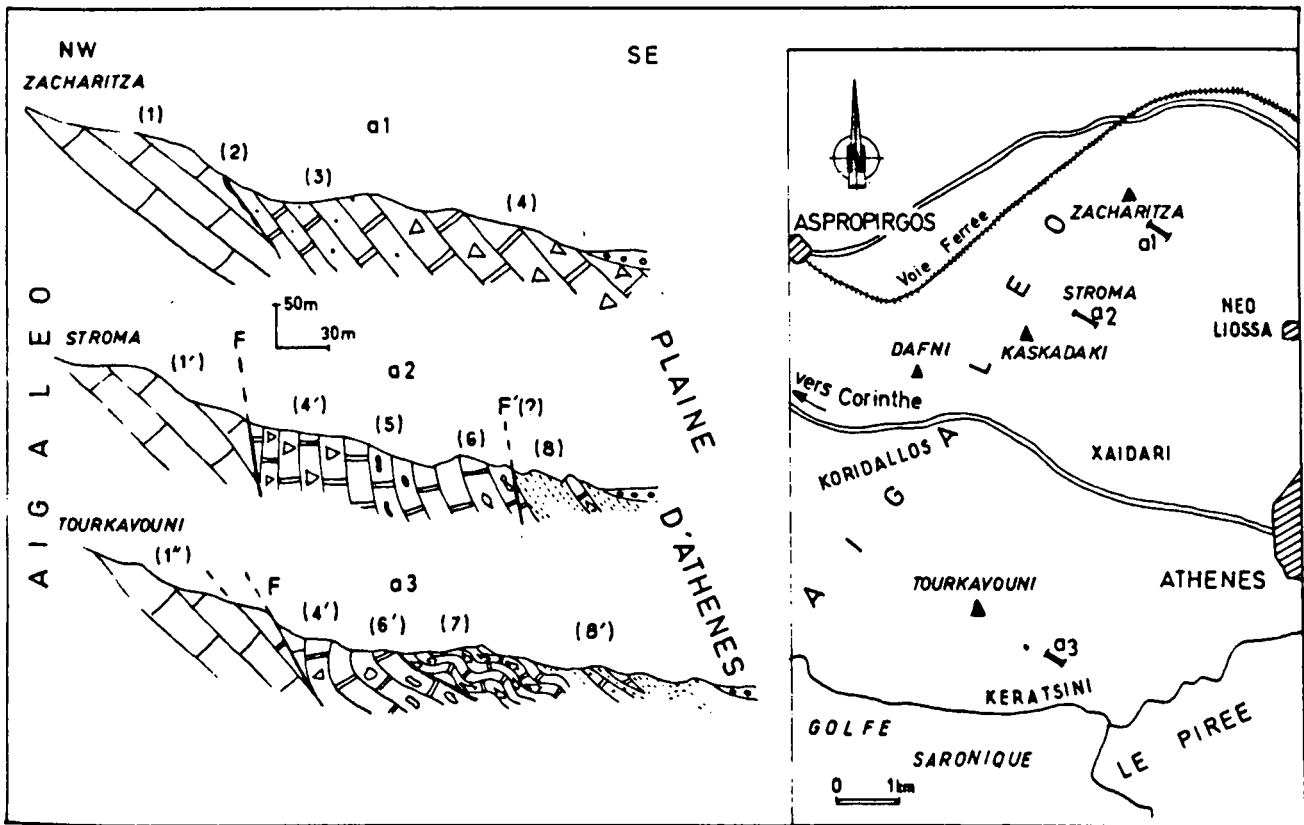 NW
SE
ZACHARITZA
(1)
a1
(2)
(3)
(4)
50m
30m
AIGALEO
PLAINE
D'ATHENES
STROMA
(1')
F
a2
(4')
(5)
F'(?)
(6)
(8)
TOURKAVOUNI
(1")
F
a3
(4')
(6')
(7)
(8')
N
ASPROPIRGOS
Voie Ferrée
ZACHARITZA
a1
STROMA
a2
NEO
LIOSSA
DAFNI
KASKADAKI
vers
Corinthe
AIGALEO
KORIDALLOS
XAIDARI
TOURKAVOUNI
ATHENES
a3
KERATSINI
GOLFE
SARONIQUE
LE PIREE
0 1km